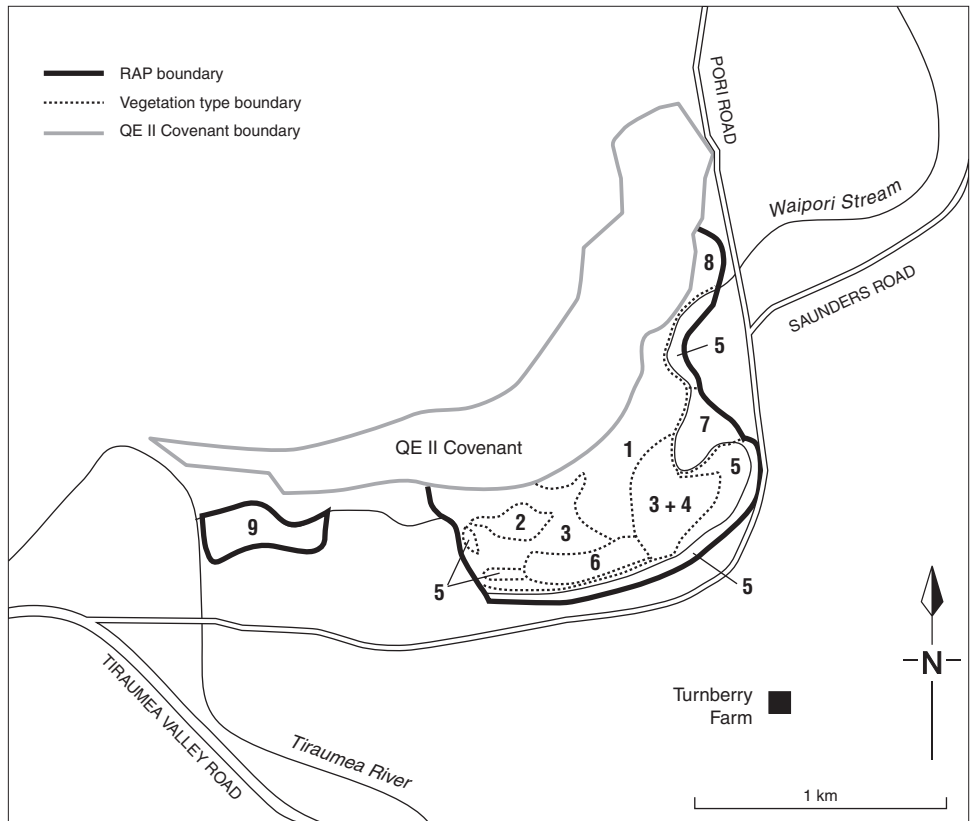 RAP boundary
Vegetation type boundary
QE II Covenant boundary
PORI ROAD
Waipori Stream
SAUNDERS ROAD
8
5
7
QE II Covenant
1
5
3 + 4
2
3
9
6
5
5
N
Turnberry
Farm
TIRAUMEA VALLEY ROAD
Tiraumea River
1 km